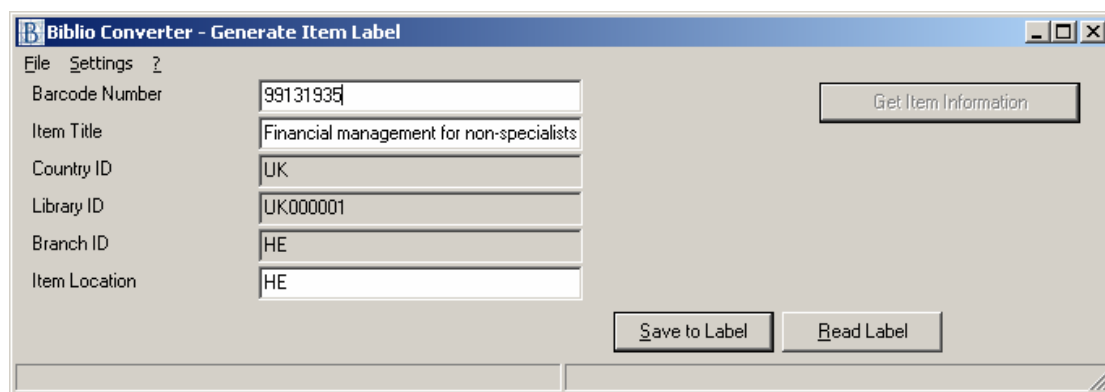 Biblio Converter - Generate Item Label
File Settings ?
Barcode Number 99131935 Get Item Information
Item Title Financial management for non-specialists
Country ID UK
Library ID UK000001
Branch ID HE
Item Location HE
Save to Label Read Label